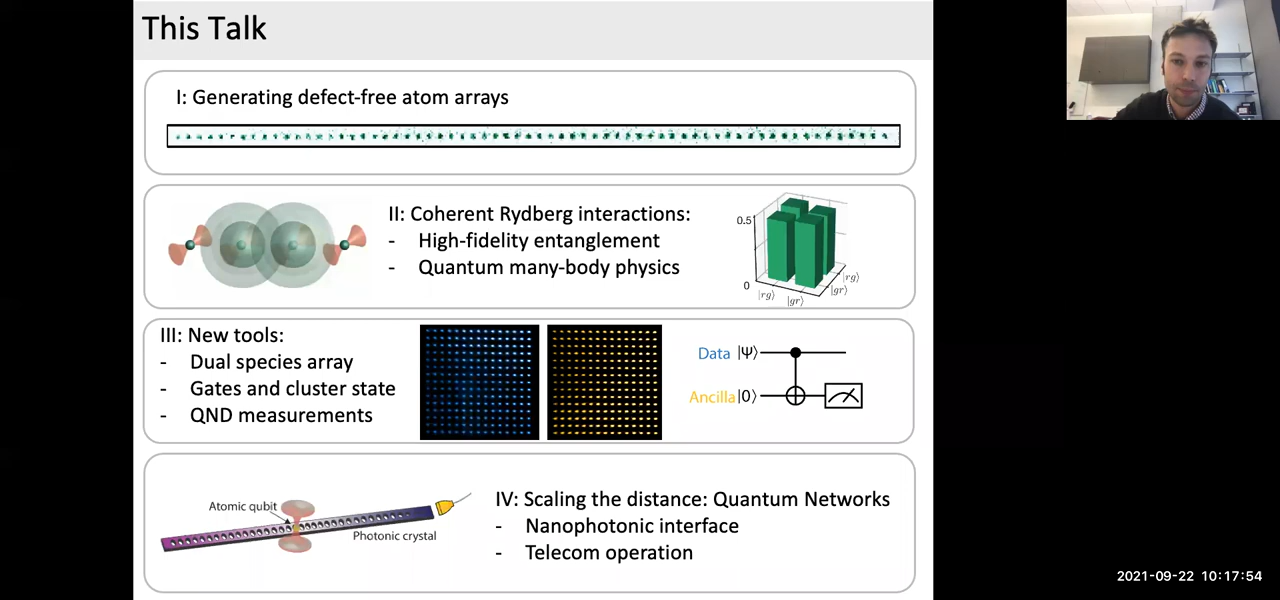 This Talk
I: Generating defect-free atom arrays
II: Coherent Rydberg interactions:
- High-fidelity entanglement
- Quantum many-body physics
0.5
0
|rg⟩
|gr⟩
|gr⟩
|rg⟩
III: New tools:
- Dual species array
- Gates and cluster state
- QND measurements
Data |Ψ⟩
Ancilla |0⟩
Atomic qubit
Photonic crystal
IV: Scaling the distance: Quantum Networks
- Nanophotonic interface
- Telecom operation
2021-09-22 10:17:54